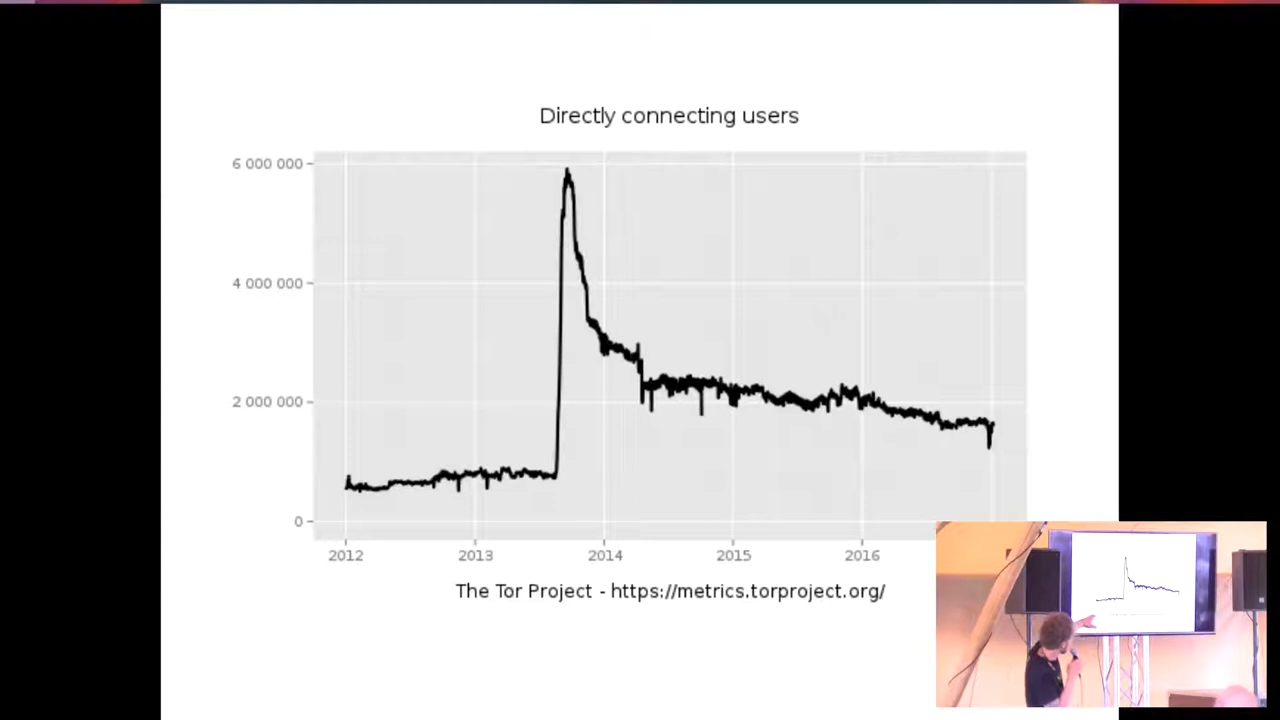 Directly connecting users
6 000 000
4 000 000
2 000 000
0
2012 2013 2014 2015 2016
The Tor Project - https://metrics.torproject.org/